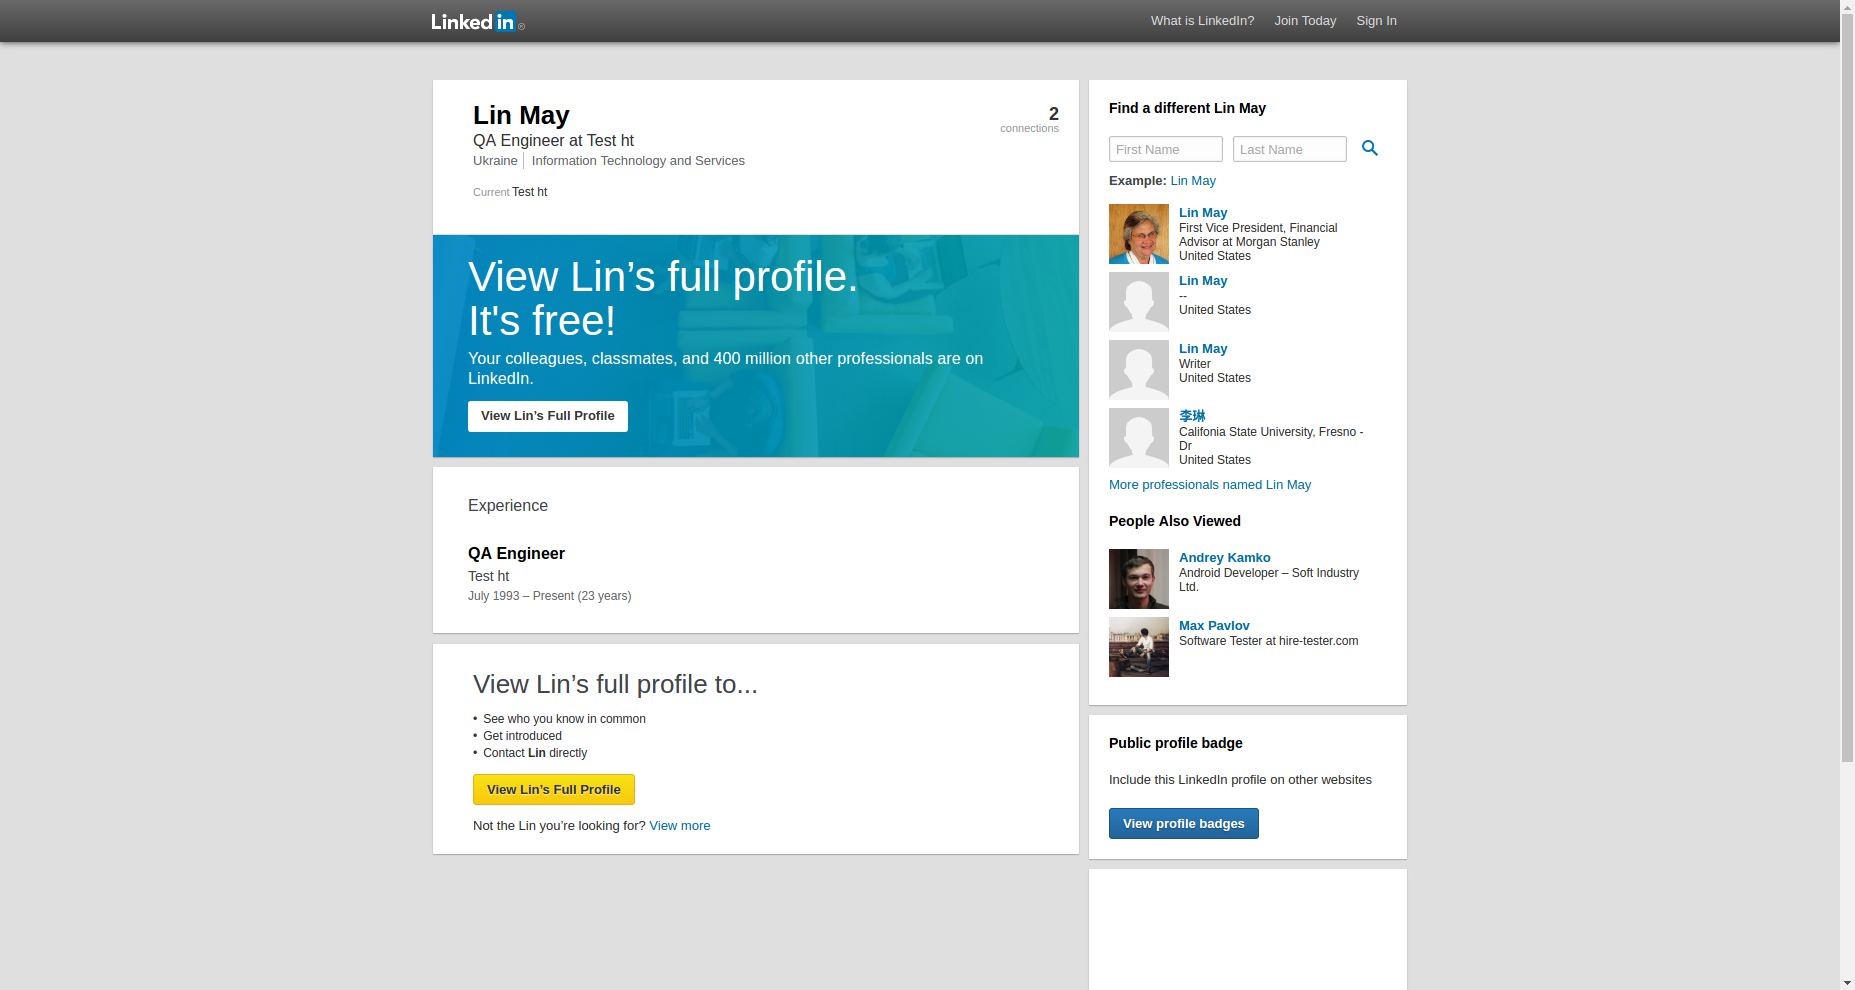 Linked in ®
What is LinkedIn? Join Today Sign In
Lin May
2
connections
QA Engineer at Test ht
Ukraine Information Technology and Services
Current Test ht
View Lin’s full profile.
It's free!
Your colleagues, classmates, and 400 million other professionals are on
LinkedIn.
View Lin’s Full Profile
Experience
QA Engineer
Test ht
July 1993 – Present (23 years)
View Lin’s full profile to...
• See who you know in common
• Get introduced
• Contact Lin directly
View Lin’s Full Profile
Not the Lin you’re looking for? View more
Find a different Lin May
First Name Last Name
Example: Lin May
Lin May
First Vice President, Financial
Advisor at Morgan Stanley
United States
Lin May
--
United States
Lin May
Writer
United States
李琳
Califonia State University, Fresno -
Dr
United States
More professionals named Lin May
People Also Viewed
Andrey Kamko
Android Developer – Soft Industry
Ltd.
Max Pavlov
Software Tester at hire-tester.com
Public profile badge
Include this LinkedIn profile on other websites
View profile badges